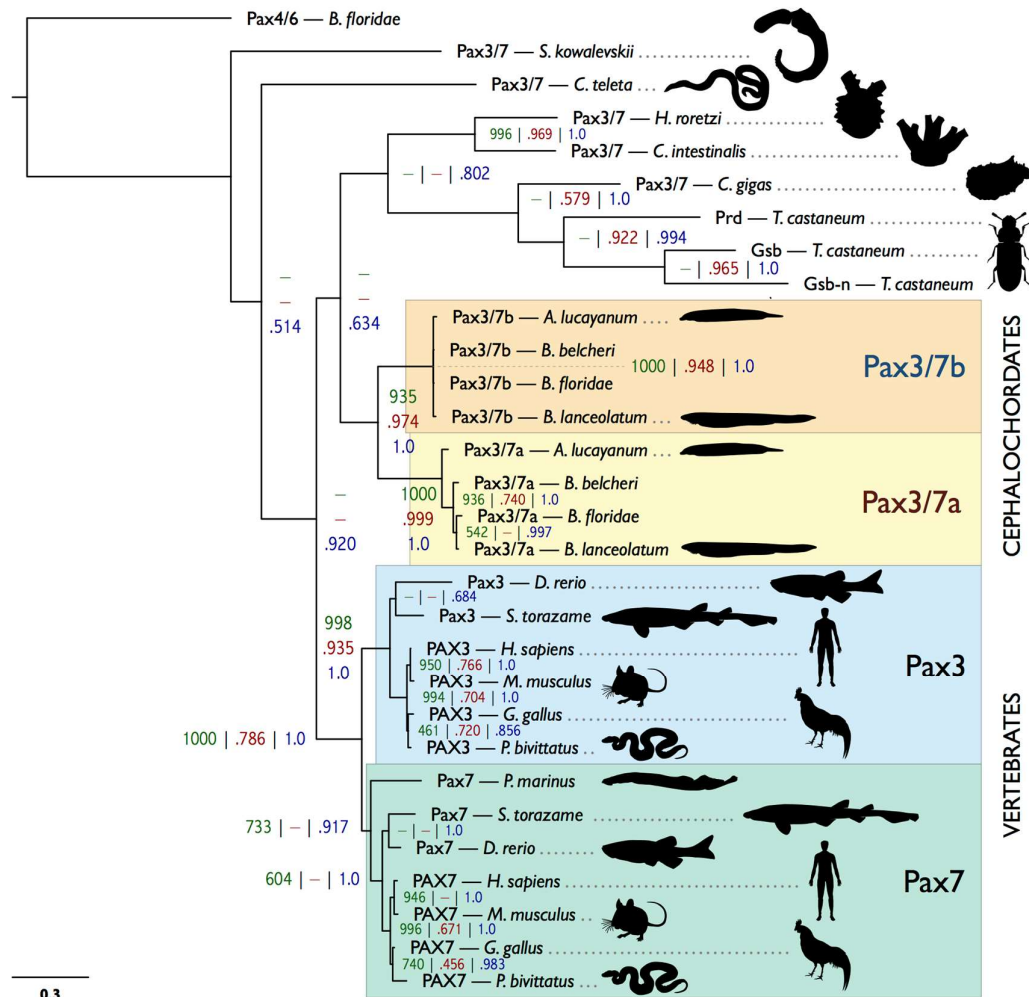 Pax4/6 — B. floridae
Pax3/7 — S. kowalevskii
Pax3/7 — C. teleta
Pax3/7 — H. roretzi
996 | .969 | 1.0
Pax3/7 — C. intestinalis
– | – | .802
Pax3/7 — C. gigas
– | .579 | 1.0
Prd — T. castaneum
– | .922 | .994
Gsb — T. castaneum
– | .965 | 1.0
Gsb-n — T. castaneum
–
–
.514
–
–
.634
Pax3/7b — A. lucayanum
Pax3/7b — B. belcheri
1000 | .948 | 1.0
Pax3/7b
Pax3/7b — B. floridae
935
.974
1.0
Pax3/7b — B. lanceolatum
CEPHALOCHORDATES
Pax3/7a — A. lucayanum
Pax3/7a — B. belcheri
936 | .740 | 1.0
1000
.999
1.0
Pax3/7a
Pax3/7a — B. floridae
542 | – | .997
–
–
.920
Pax3/7a — B. lanceolatum
Pax3 — D. rerio
– | – | .684
Pax3 — S. torazame
998
.935
1.0
PAX3 — H. sapiens
950 | .766 | 1.0
Pax3
PAX3 — M. musculus
994 | .704 | 1.0
PAX3 — G. gallus
461 | .720 | .856
1000 | .786 | 1.0
PAX3 — P. bivittatus
VERTEBRATES
Pax7 — P. marinus
Pax7 — S. torazame
733 | – | .917
– | – | 1.0
Pax7 — D. rerio
604 | – | 1.0
PAX7 — H. sapiens
946 | – | 1.0
Pax7
PAX7 — M. musculus
996 | .671 | 1.0
PAX7 — G. gallus
740 | .456 | .983
PAX7 — P. bivittatus
0.3